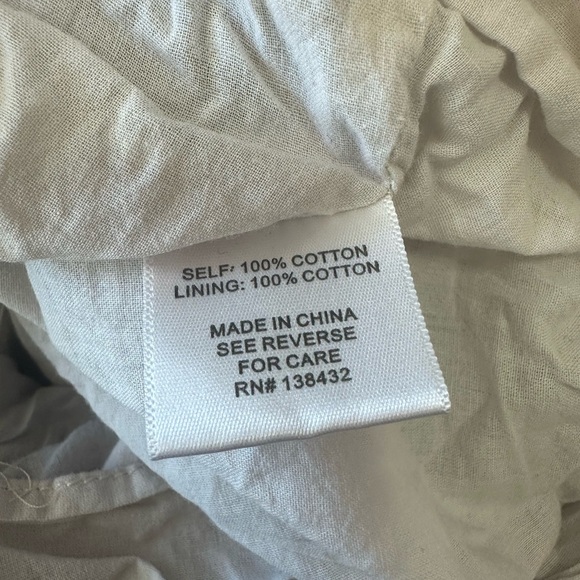 SELF: 100% COTTON
LINING: 100% COTTON
MADE IN CHINA
SEE REVERSE
FOR CARE
RN# 138432